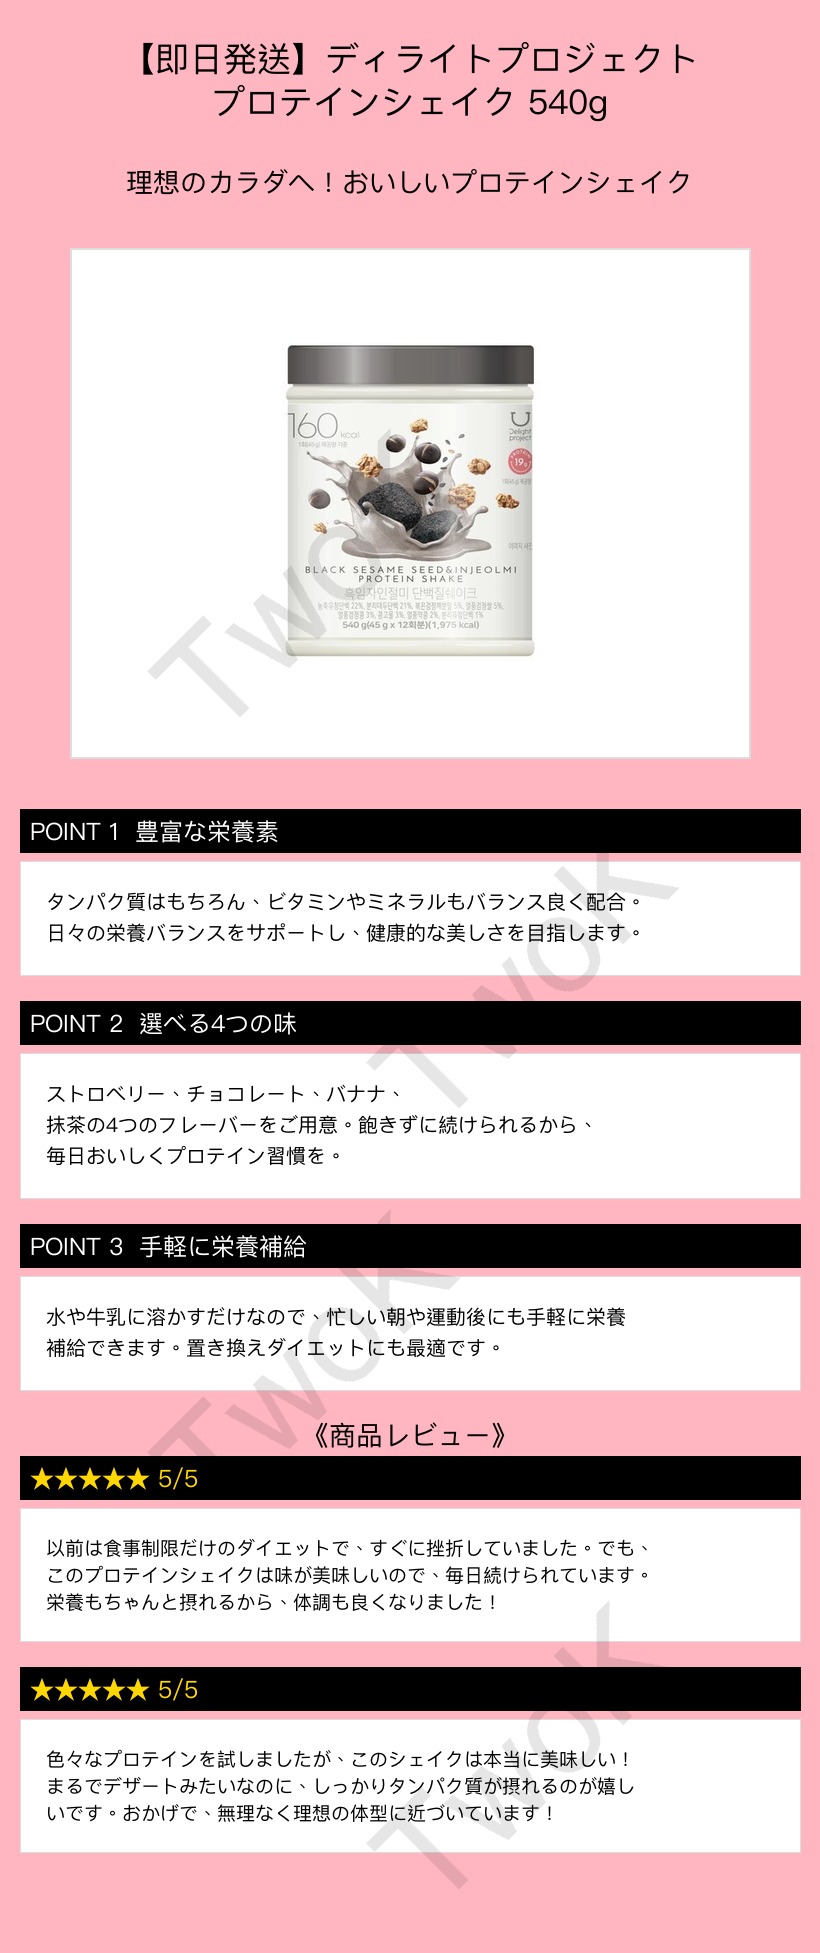 【即日発送】ディライトプロジェクト
プロテインシェイク 540g
理想のカラダへ！おいしいプロテインシェイク
160 kcal
Delight
project
PROTEIN
19g
이미지 사진
BLACK SESAME SEED&INJEOLMI
PROTEIN SHAKE
흑임자인절미 단백질쉐이크
540 g(45 g x 12회분)(1,975 kcal)
TwoK
POINT 1 豊富な栄養素
タンパク質はもちろん、ビタミンやミネラルもバランス良く配合。
日々の栄養バランスをサポートし、健康的な美しさを目指します。
TwoK
POINT 2 選べる4つの味
ストロベリー、チョコレート、バナナ、
抹茶の4つのフレーバーをご用意。飽きずに続けられるから、
毎日おいしくプロテイン習慣を。
POINT 3 手軽に栄養補給
水や牛乳に溶かすだけなので、忙しい朝や運動後にも手軽に栄養
補給できます。置き換えダイエットにも最適です。
TwoK
《商品レビュー》
★★★★★ 5/5
以前は食事制限だけのダイエットで、すぐに挫折していました。でも、
このプロテインシェイクは味が美味しいので、毎日続けられています。
栄養もちゃんと摂れるから、体調も良くなりました！
★★★★★ 5/5
色々なプロテインを試しましたが、このシェイクは本当に美味しい！
まるでデザートみたいなのに、しっかりタンパク質が摂れるのが嬉し
いです。おかげで、無理なく理想の体型に近づいています！
TwoK